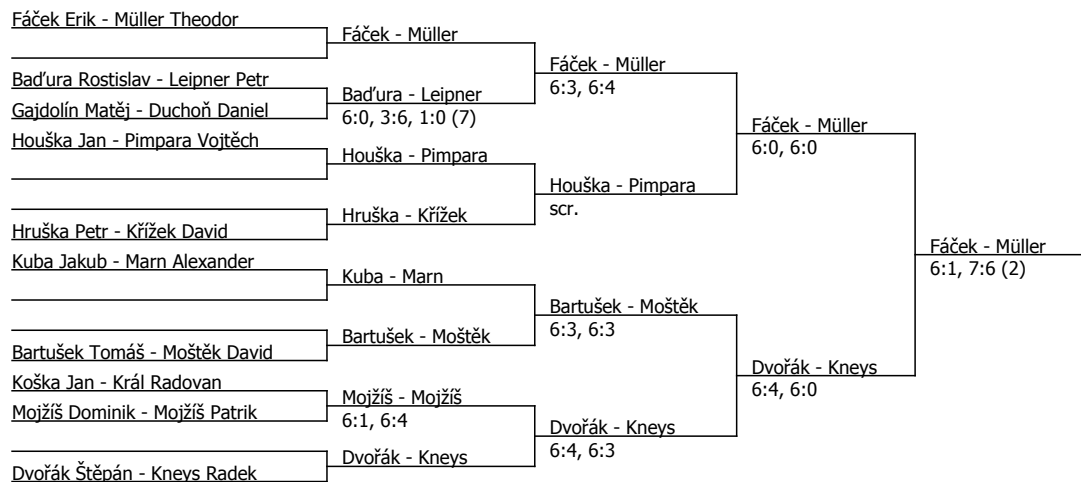 Fáček Erik - Müller Theodor
Baďura Rostislav - Leipner Petr
Gajdolín Matěj - Duchoň Daniel
Houška Jan - Pimpara Vojtěch
Hruška Petr - Křížek David
Kuba Jakub - Marn Alexander
Bartušek Tomáš - Moštěk David
Koška Jan - Král Radovan
Mojžíš Dominik - Mojžíš Patrik
Dvořák Štěpán - Kneys Radek
Fáček - Müller
Baďura - Leipner
6:0, 3:6, 1:0 (7)
Houška - Pimpara
Hruška - Křížek
Kuba - Marn
Bartušek - Moštěk
Mojžíš - Mojžíš
6:1, 6:4
Dvořák - Kneys
Fáček - Müller
6:3, 6:4
Houška - Pimpara
scr.
Bartušek - Moštěk
6:3, 6:3
Dvořák - Kneys
6:4, 6:3
Fáček - Müller
6:0, 6:0
Dvořák - Kneys
6:4, 6:0
Fáček - Müller
6:1, 7:6 (2)